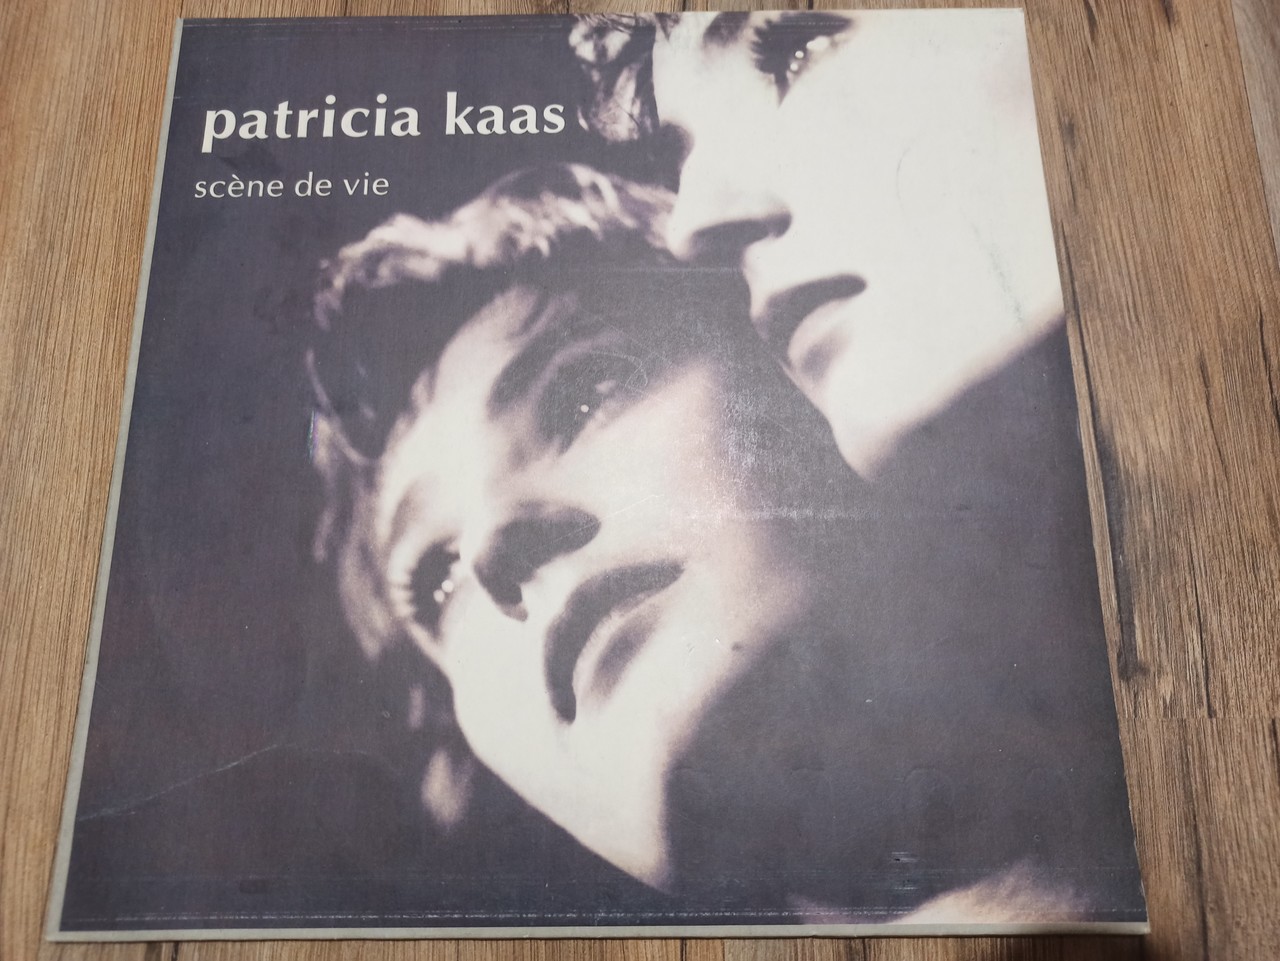 patricia kaas
scène de vie